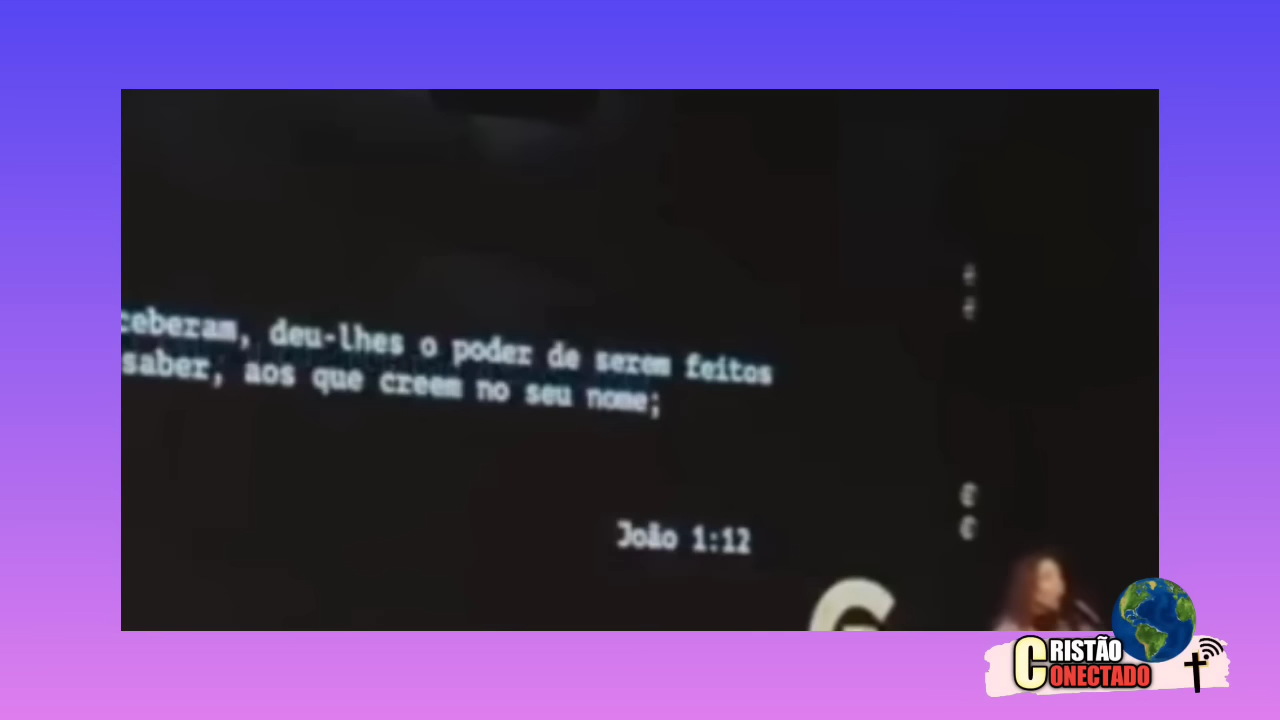 ceberam, deu-lhes o poder de serem feitos
saber, aos que creem no seu nome;
João 1:12
G
CRISTÃO
CONECTADO